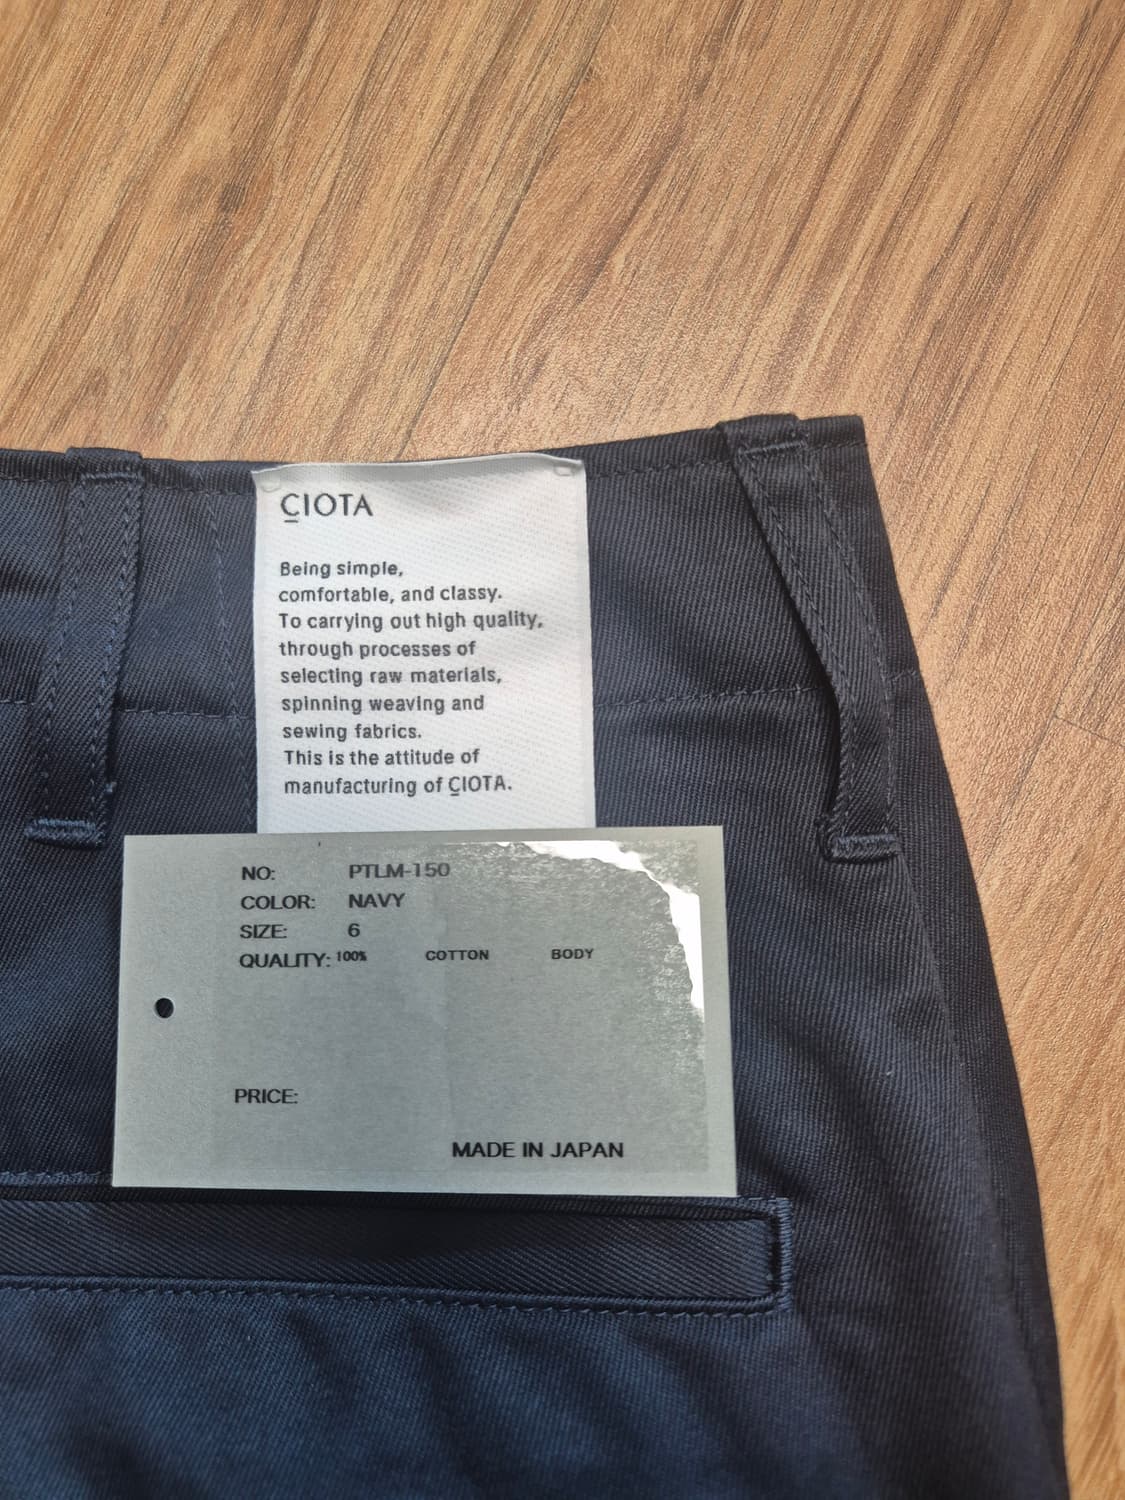 C̲IOTA
Being simple,
comfortable, and classy.
To carrying out high quality,
through processes of
selecting raw materials,
spinning weaving and
sewing fabrics.
This is the attitude of
manufacturing of C̲IOTA.
NO: PTLM-150
COLOR: NAVY
SIZE: 6
QUALITY: 100% COTTON BODY
PRICE:
MADE IN JAPAN